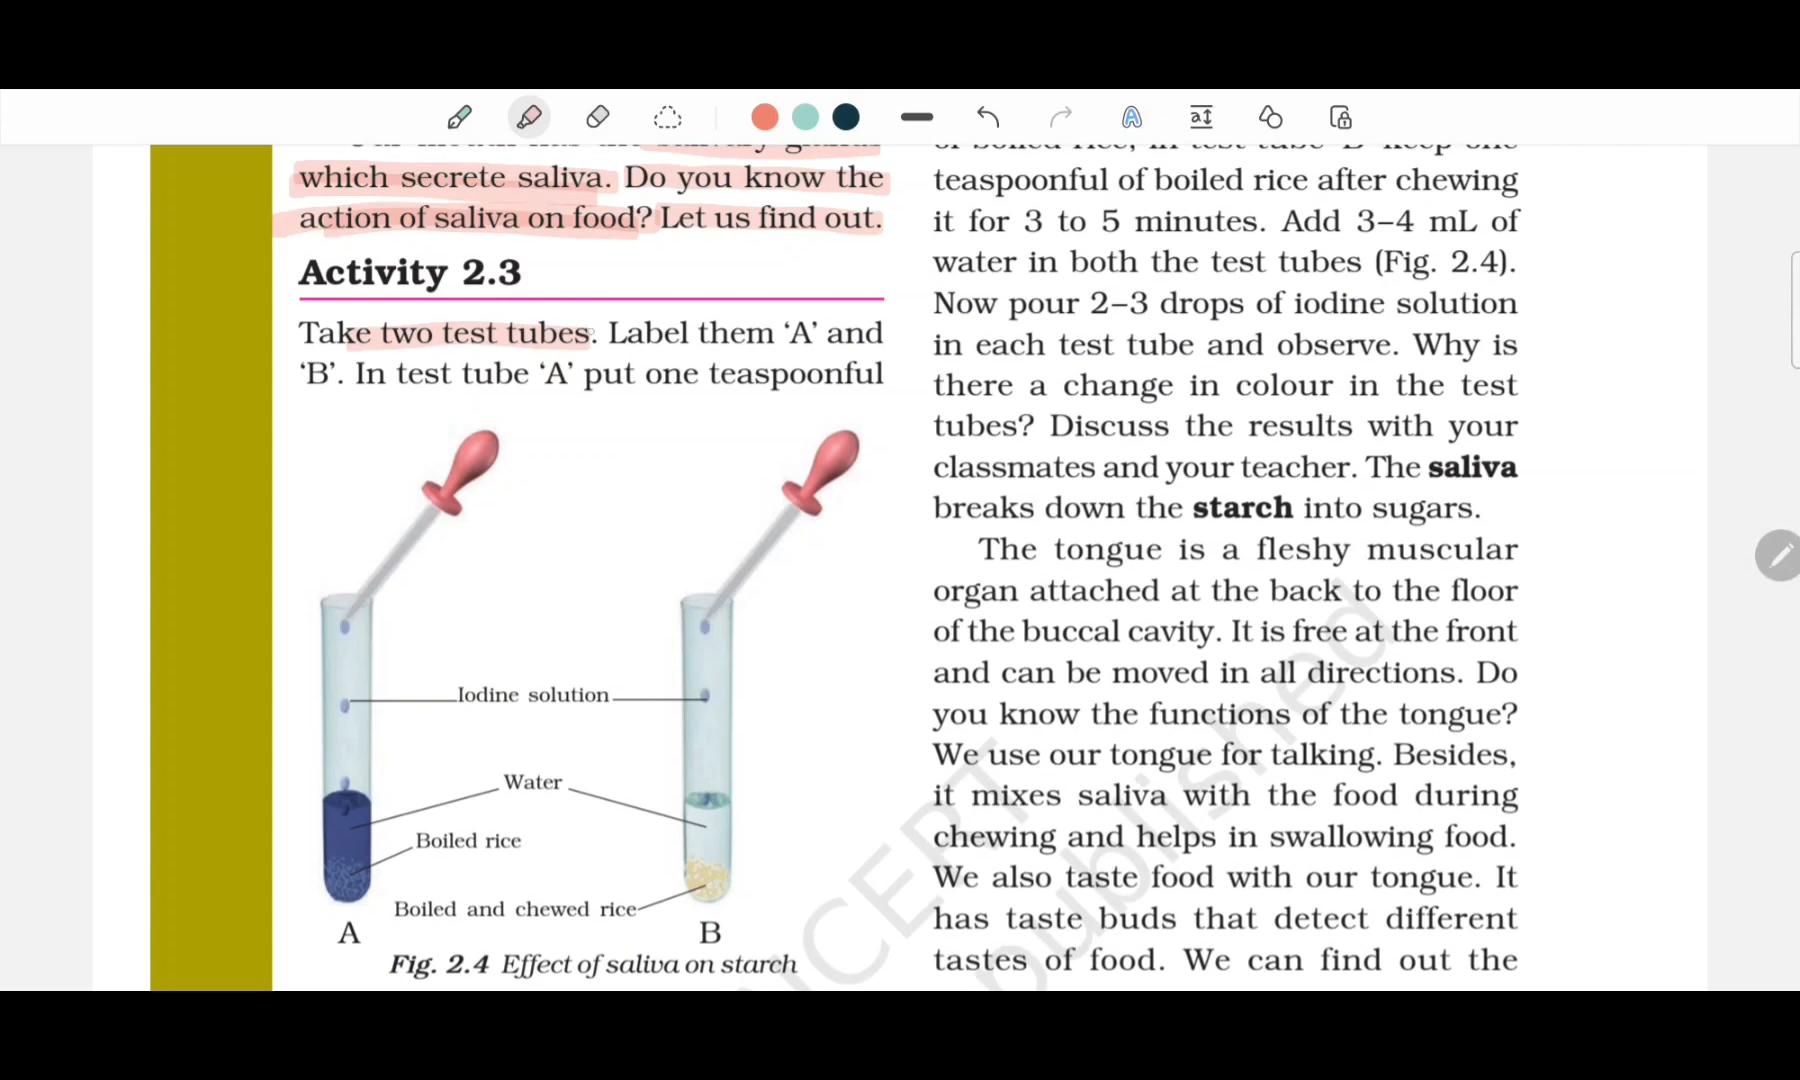 which secrete saliva. Do you know the
action of saliva on food? Let us find out.
Activity 2.3
Take two test tubes. Label them ‘A’ and
‘B’. In test tube ‘A’ put one teaspoonful
Iodine solution
Water
Boiled rice
Boiled and chewed rice
A
B
Fig. 2.4 Effect of saliva on starch
teaspoonful of boiled rice after chewing
it for 3 to 5 minutes. Add 3–4 mL of
water in both the test tubes (Fig. 2.4).
Now pour 2–3 drops of iodine solution
in each test tube and observe. Why is
there a change in colour in the test
tubes? Discuss the results with your
classmates and your teacher. The saliva
breaks down the starch into sugars.
The tongue is a fleshy muscular
organ attached at the back to the floor
of the buccal cavity. It is free at the front
and can be moved in all directions. Do
you know the functions of the tongue?
We use our tongue for talking. Besides,
it mixes saliva with the food during
chewing and helps in swallowing food.
We also taste food with our tongue. It
has taste buds that detect different
tastes of food. We can find out the
NCERT
published